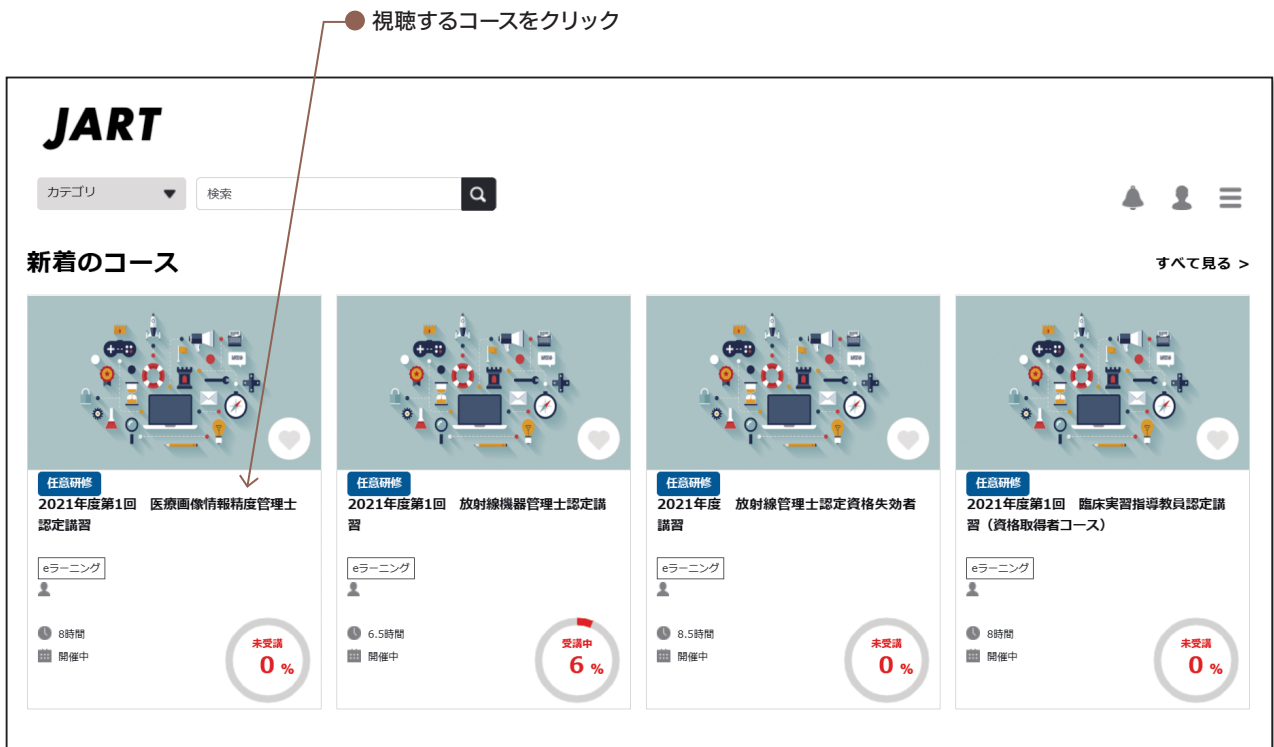 視聴するコースをクリック
JART
カテゴリ
検索
新着のコース
すべて見る >
任意研修
2021年度第1回　医療画像情報精度管理士
認定講習
eラーニング
8時間
開催中
未受講
0 %
任意研修
2021年度第1回　放射線機器管理士認定講
習
eラーニング
6.5時間
開催中
受講中
6 %
任意研修
2021年度　放射線管理士認定資格失効者
講習
eラーニング
8.5時間
開催中
未受講
0 %
任意研修
2021年度第1回　臨床実習指導教員認定講
習（資格取得者コース）
eラーニング
8時間
開催中
未受講
0 %